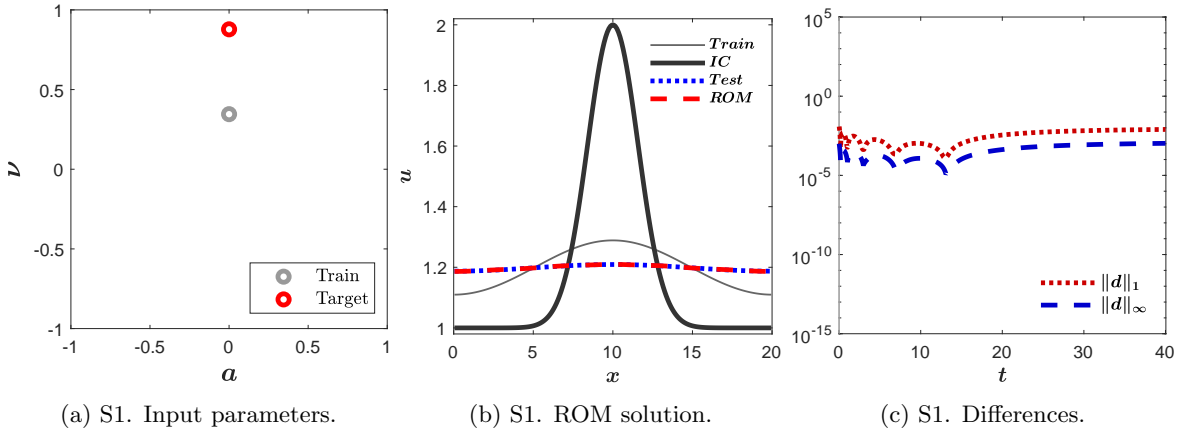 1
0.5
0
-0.5
-1
-1
-0.5
0
0.5
1
ν
a
Train
Target
2
1.8
1.6
1.4
1.2
1
0
5
10
15
20
u
x
Train
IC
Test
ROM
10^5
10^0
10^-5
10^-10
10^-15
0
10
20
30
40
t
‖d‖₁
‖d‖∞
(a) S1. Input parameters.
(b) S1. ROM solution.
(c) S1. Differences.